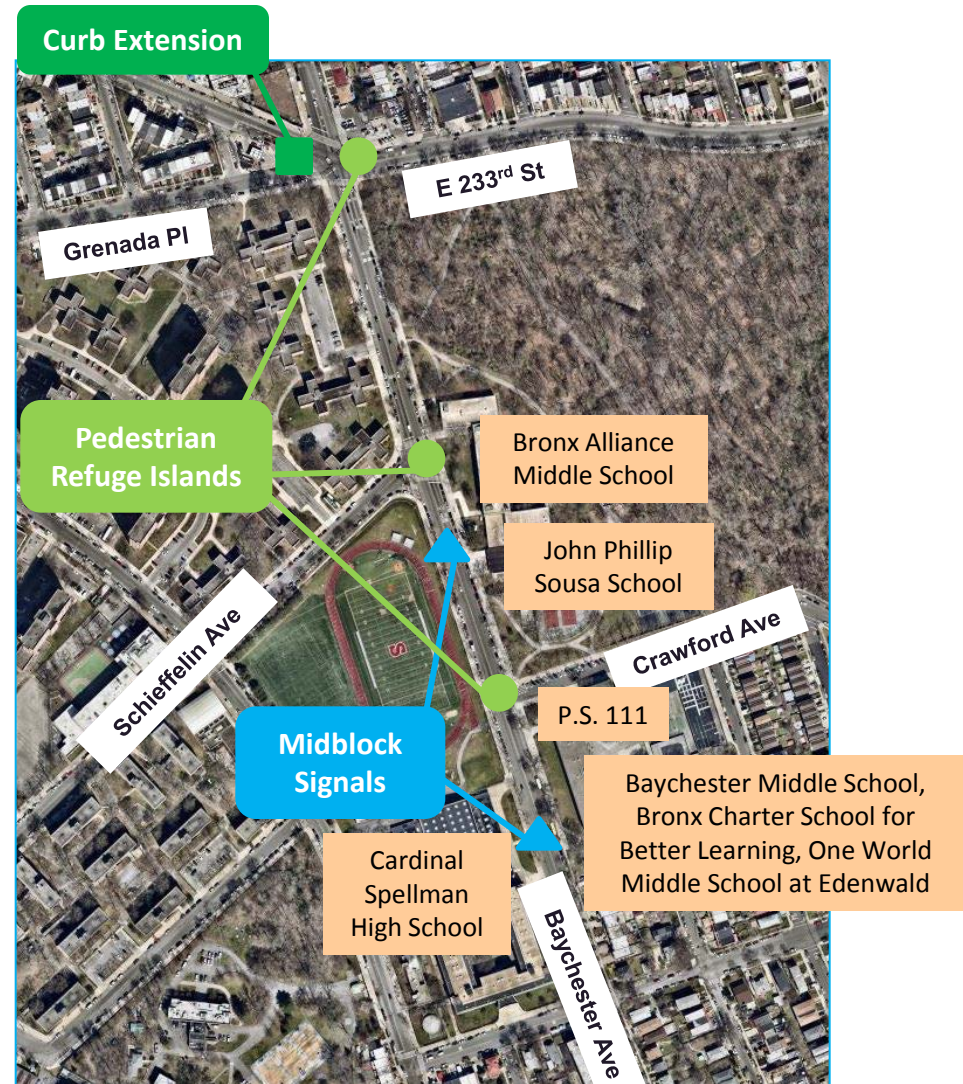 Curb Extension
E 233rd St
Grenada Pl
Pedestrian
Refuge Islands
Bronx Alliance
Middle School
John Phillip
Sousa School
Schieffelin Ave
Crawford Ave
P.S. 111
Midblock
Signals
Baychester Middle School,
Bronx Charter School for
Better Learning, One World
Middle School at Edenwald
Cardinal
Spellman
High School
Baychester Ave
S